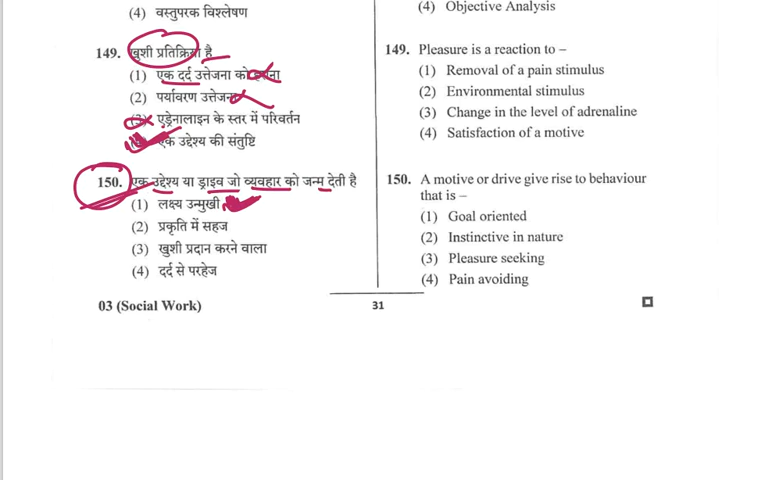 (4) वस्तुपरक विश्लेषण
149. खुशी प्रतिक्रिया है
(1) एक दर्द उत्तेजना को हटाना
(2) पर्यावरण उत्तेजना
(3) एड्रेनालाइन के स्तर में परिवर्तन
एक उद्देश्य की संतुष्टि
150. एक उद्देश्य या ड्राइव जो व्यवहार को जन्म देती है
(1) लक्ष्य उन्मुखी
(2) प्रकृति में सहज
(3) खुशी प्रदान करने वाला
(4) दर्द से परहेज
03 (Social Work)
(4) Objective Analysis
149. Pleasure is a reaction to –
(1) Removal of a pain stimulus
(2) Environmental stimulus
(3) Change in the level of adrenaline
(4) Satisfaction of a motive
150. A motive or drive give rise to behaviour
that is –
(1) Goal oriented
(2) Instinctive in nature
(3) Pleasure seeking
(4) Pain avoiding
31